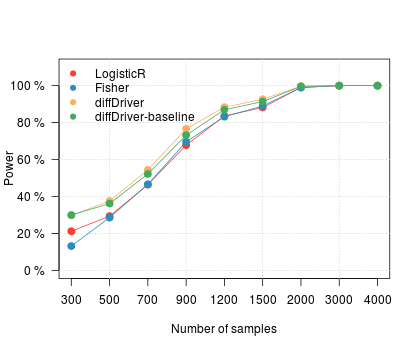 LogisticR
Fisher
diffDriver
diffDriver-baseline
100 %
80 %
60 %
40 %
20 %
0 %
Power
300 500 700 900 1200 1500 2000 3000 4000
Number of samples